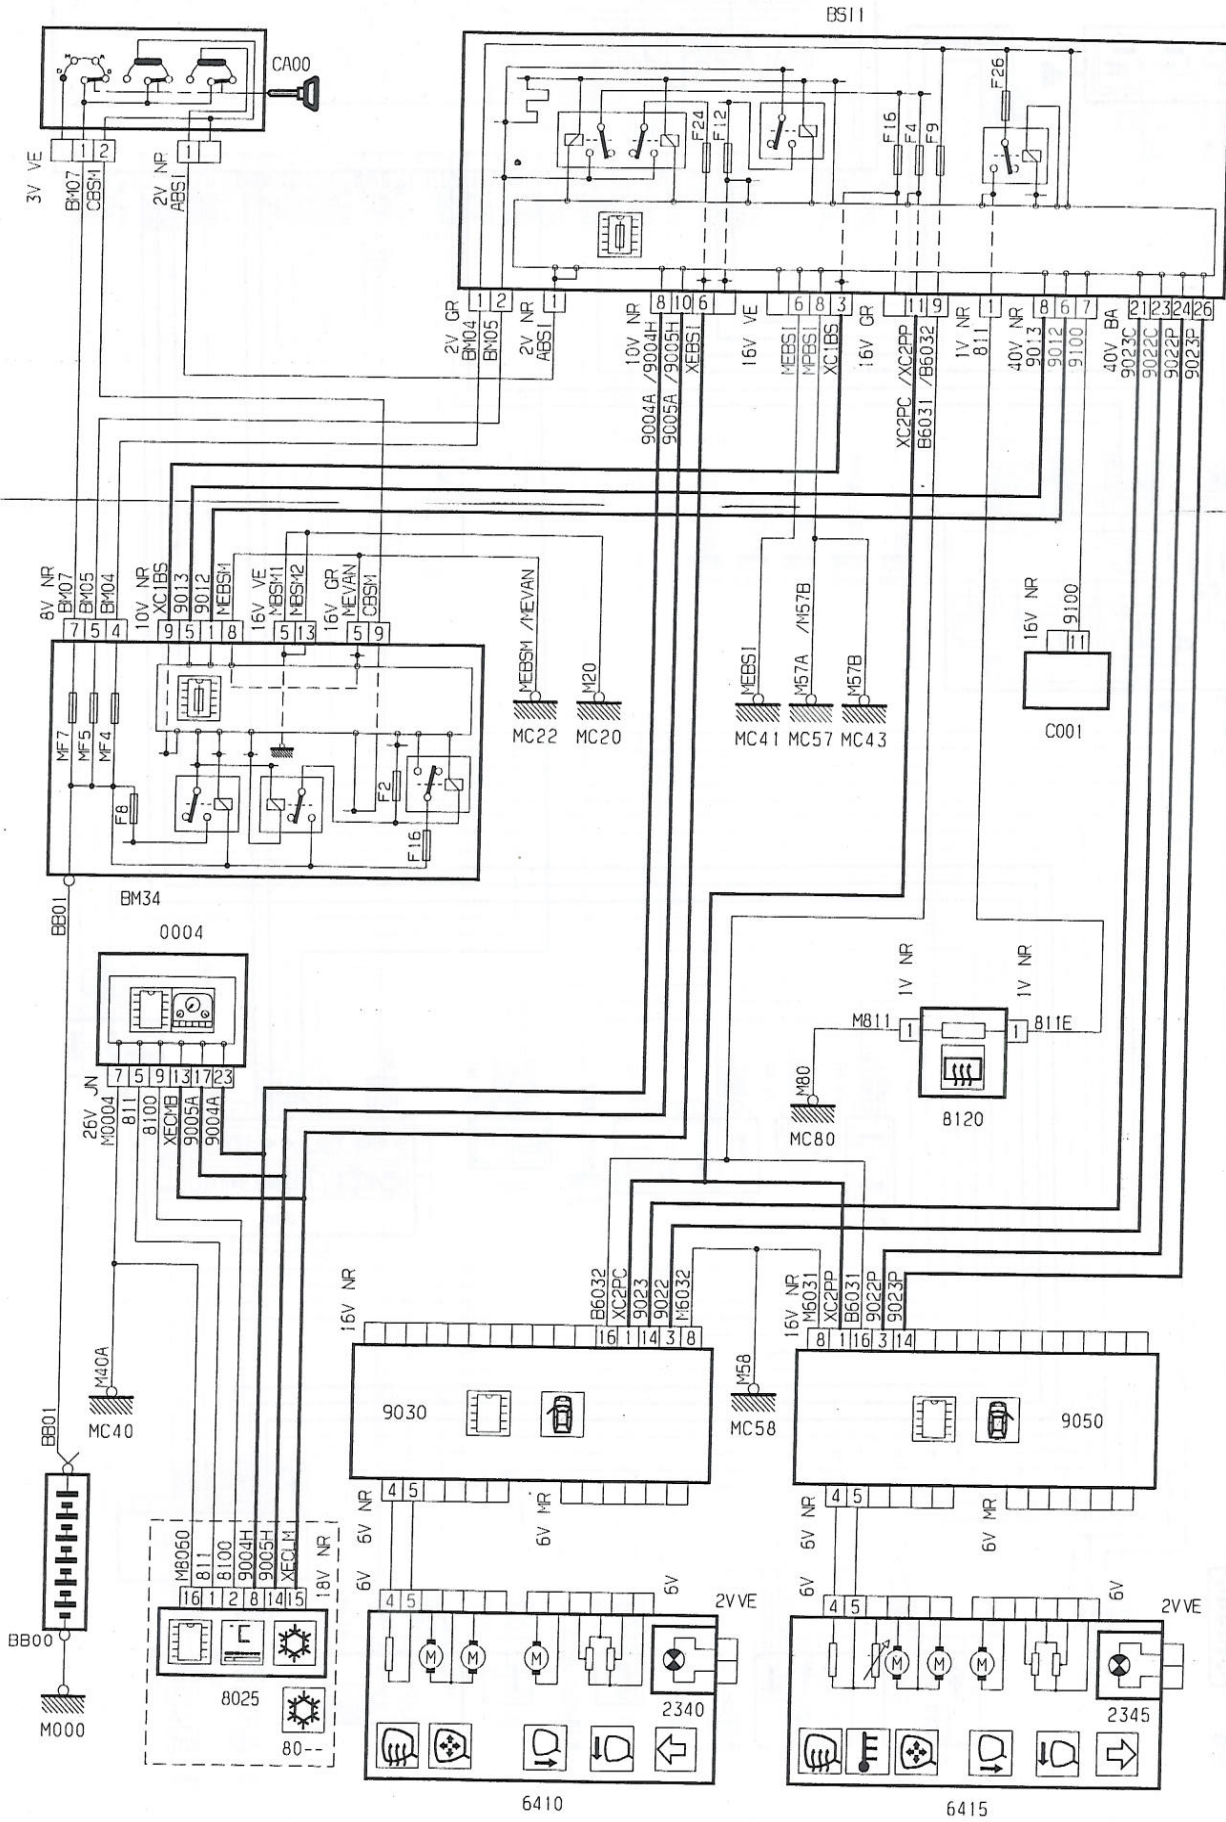 BSI1
CA00
3V VE
BM07
CBSM
2V NR
ABSI
1
2
1
F24
F12
F16
F4
F9
F26
2V GR
BM04
BM05
2V NR
ABSI
10V NR
9004A /9004H
9005A /9005H
XEBSI
16V VE
MEBSI
MPBSI
XC1BS
16V GR
XC2PC /XC2PP
B6031 /B6032
1V NR
811
40V NR
9013
9012
9100
40V BA
9023C
9022C
9022P
9023P
1 2 1 8 10 6 6 8 3 11 9 1 8 6 7 21 23 24 26
8V NR
BM07
BM05
BM04
10V NR
XC1BS
9013
9012
MEBSM
16V VE
MBSM1
MBSM2
16V GR
MEVAN
CBSM
7 5 4 9 5 1 8 5 13 5 9
MF7
MF5
MF4
F8
F2
F16
BM34
MEBSM /MEVAN
MC22
M20
MC20
MEBSI
MC41
M57A /M57B
MC57
M57B
MC43
16V NR
9100
11
C001
BB01
0004
26V JN
M0004
811
8100
XECMB
9005A
9004A
7 5 9 13 17 23
1V NR
1V NR
M811
1
1
811E
M80
MC80
8120
16V NR
B6032
XC2PC
9023
9022
M6032
16 1 14 3 8
9030
16V NR
M6031
XC2PP
B6031
9022P
9023P
8 1 16 3 14
9050
M58
MC58
M40A
MC40
BB01
BB00
M000
M8060
811
8100
9004H
9005H
XECLM
18V NR
16 1 2 8 14 15
°C
8025
80--
6V NR
4 5
6V MR
6V
4 5
6V
2V VE
M
M
M
2340
6410
6V NR
4 5
6V MR
6V
4 5
6V
2V VE
M
M
M
2345
6415